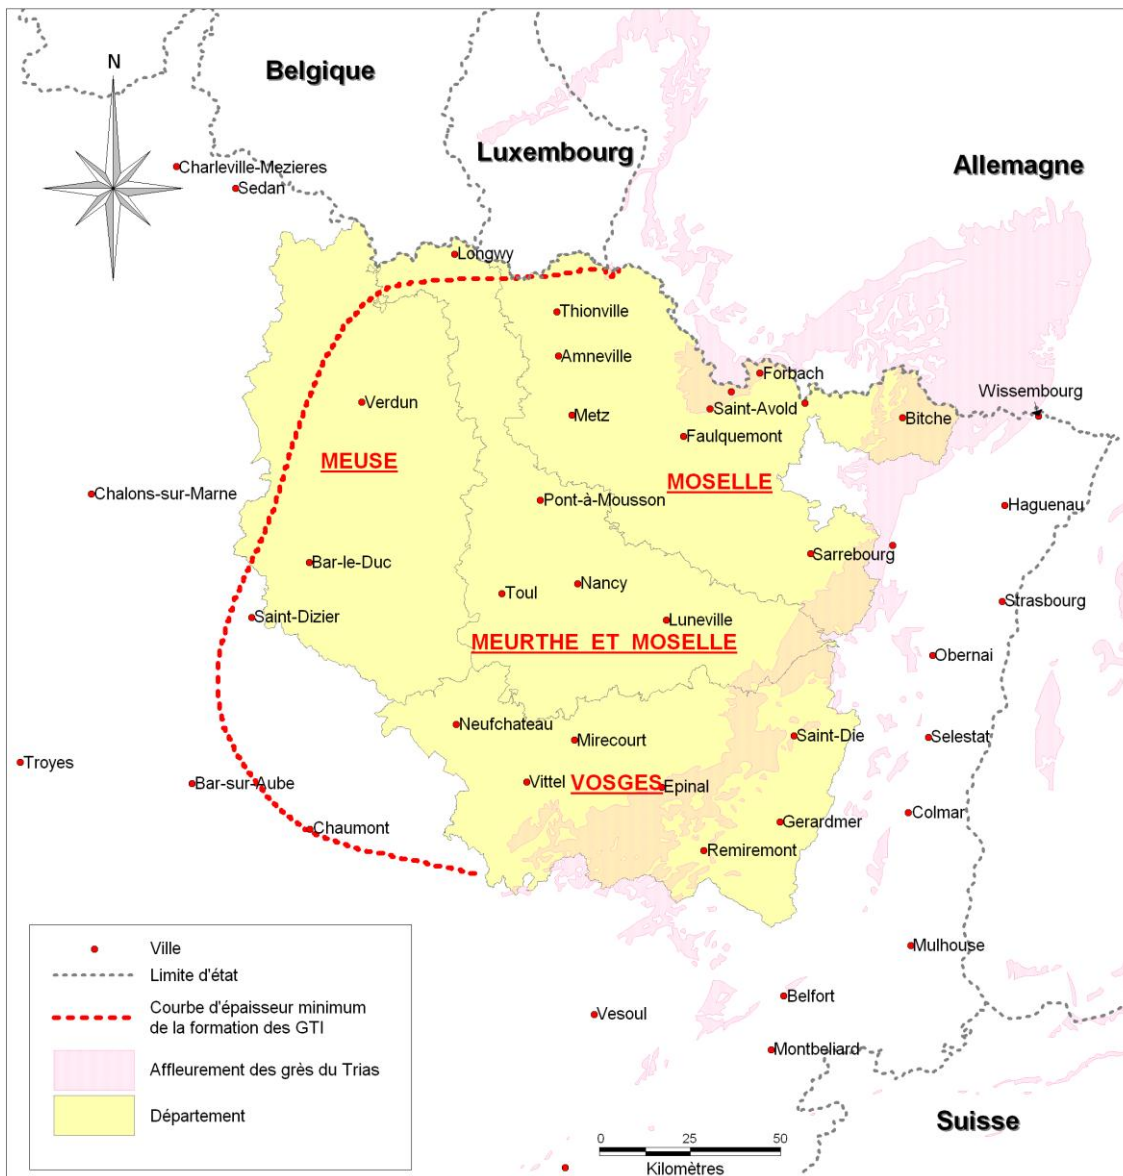 N
Belgique
Luxembourg
Allemagne
Charleville-Mezieres
Sedan
Longwy
Thionville
Amneville
Forbach
Wissembourg
Verdun
Saint-Avold
Metz
Bitche
Faulquemont
MEUSE
MOSELLE
Chalons-sur-Marne
Pont-à-Mousson
Haguenau
Sarrebourg
Bar-le-Duc
Nancy
Toul
Strasbourg
Saint-Dizier
Luneville
MEURTHE ET MOSELLE
Obernai
Neufchateau
Mirecourt
Saint-Die
Selestat
Troyes
Bar-sur-Aube
Vittel
VOSGES
Epinal
Colmar
Chaumont
Gerardmer
Remiremont
Mulhouse
Belfort
Vesoul
Montbeliard
Suisse
Ville
Limite d'état
Courbe d'épaisseur minimum
de la formation des GTI
Affleurement des grès du Trias
Département
0 25 50
Kilomètres